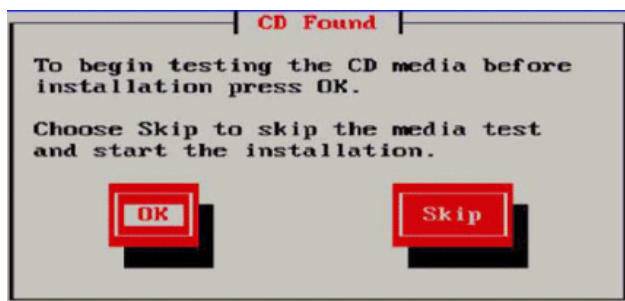 CD Found
To begin testing the CD media before
installation press OK.
Choose Skip to skip the media test
and start the installation.
OK
Skip